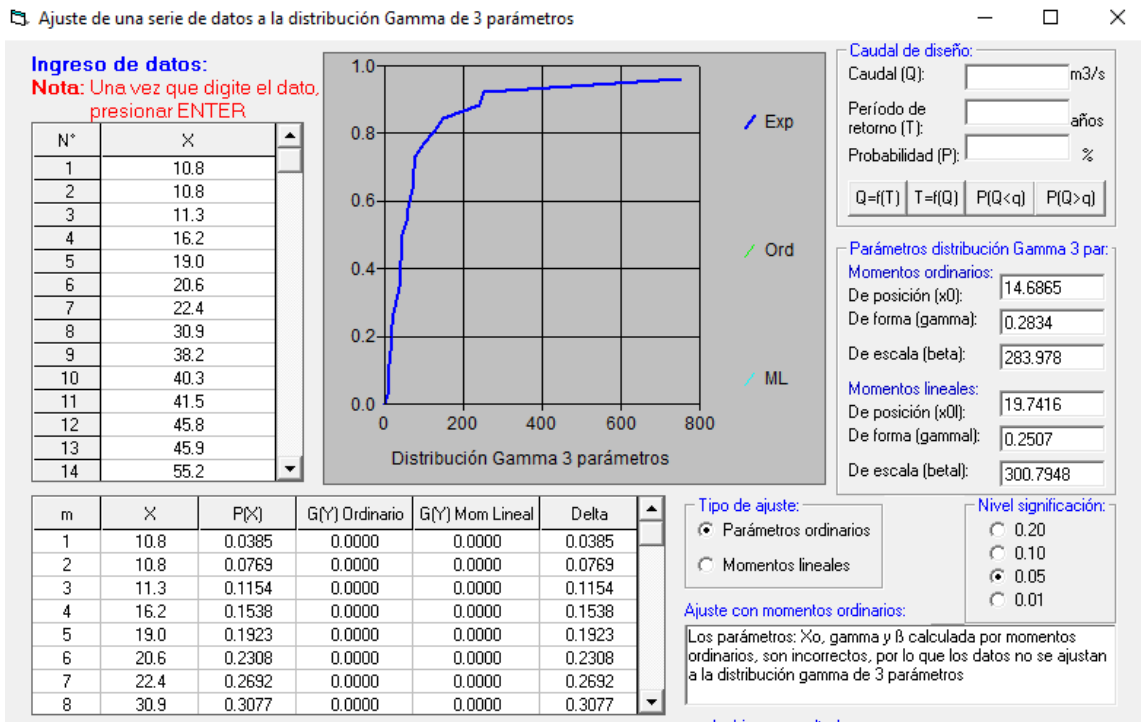 Ajuste de una serie de datos a la distribución Gamma de 3 parámetros
Ingreso de datos:
Nota: Una vez que digite el dato,
presionar ENTER
N° X
1 10.8
2 10.8
3 11.3
4 16.2
5 19.0
6 20.6
7 22.4
8 30.9
9 38.2
10 40.3
11 41.5
12 45.8
13 45.9
14 55.2
1.0
0.8
0.6
0.4
0.2
0.0
0 200 400 600 800
Distribución Gamma 3 parámetros
Exp
Ord
ML
Caudal de diseño:
Caudal (Q): m3/s
Período de
retorno (T): años
Probabilidad (P): %
Q=f(T) T=f(Q) P(Q<q) P(Q>q)
Parámetros distribución Gamma 3 par:
Momentos ordinarios:
De posición (x0): 14.6865
De forma (gamma): 0.2834
De escala (beta): 283.978
Momentos lineales:
De posición (x0l): 19.7416
De forma (gammal): 0.2507
De escala (betal): 300.7948
m X P(X) G(Y) Ordinario G(Y) Mom Lineal Delta
1 10.8 0.0385 0.0000 0.0000 0.0385
2 10.8 0.0769 0.0000 0.0000 0.0769
3 11.3 0.1154 0.0000 0.0000 0.1154
4 16.2 0.1538 0.0000 0.0000 0.1538
5 19.0 0.1923 0.0000 0.0000 0.1923
6 20.6 0.2308 0.0000 0.0000 0.2308
7 22.4 0.2692 0.0000 0.0000 0.2692
8 30.9 0.3077 0.0000 0.0000 0.3077
Tipo de ajuste:
Parámetros ordinarios
Momentos lineales
Nivel significación:
0.20
0.10
0.05
0.01
Ajuste con momentos ordinarios:
Los parámetros: Xo, gamma y ß calculada por momentos
ordinarios, son incorrectos, por lo que los datos no se ajustan
a la distribución gamma de 3 parámetros